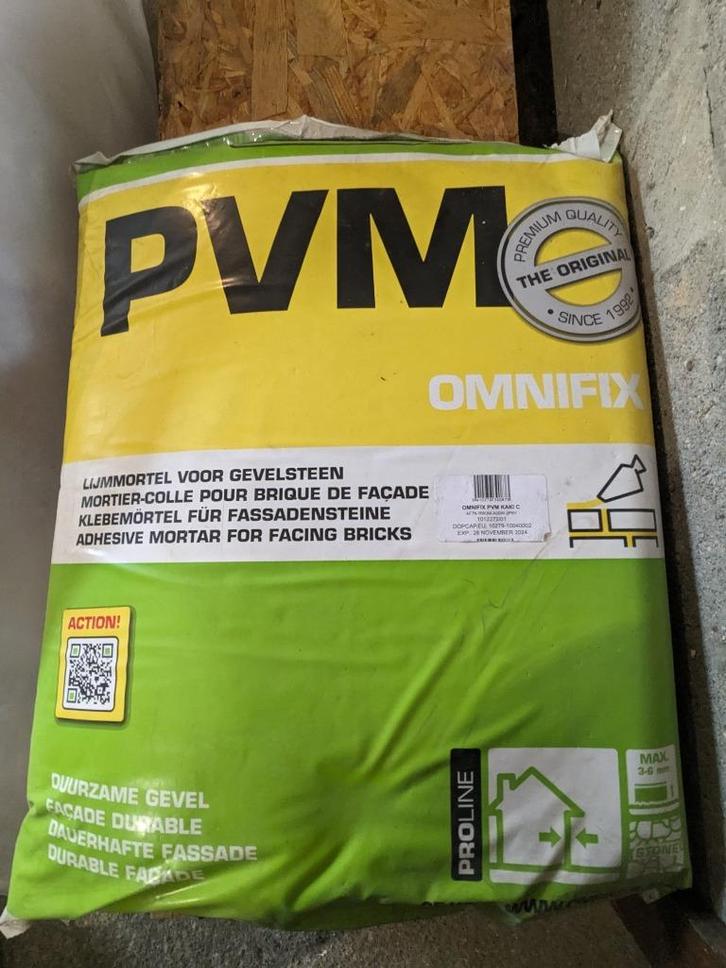 PVM
PREMIUM QUALITY
THE ORIGINAL
• SINCE 1992 •
OMNIFIX
LIJMMORTEL VOOR GEVELSTEEN
MORTIER-COLLE POUR BRIQUE DE FAÇADE
KLEBEMÖRTEL FÜR FASSADENSTEINE
ADHESIVE MORTAR FOR FACING BRICKS
OMNIFIX PVM KAKI C
EXP. 28 NOVEMBER 2024
ACTION!
DUURZAME GEVEL
FAÇADE DURABLE
DAUERHAFTE FASSADE
DURABLE FAÇADE
PROLINE
MAX.
3-6 mm
STONE